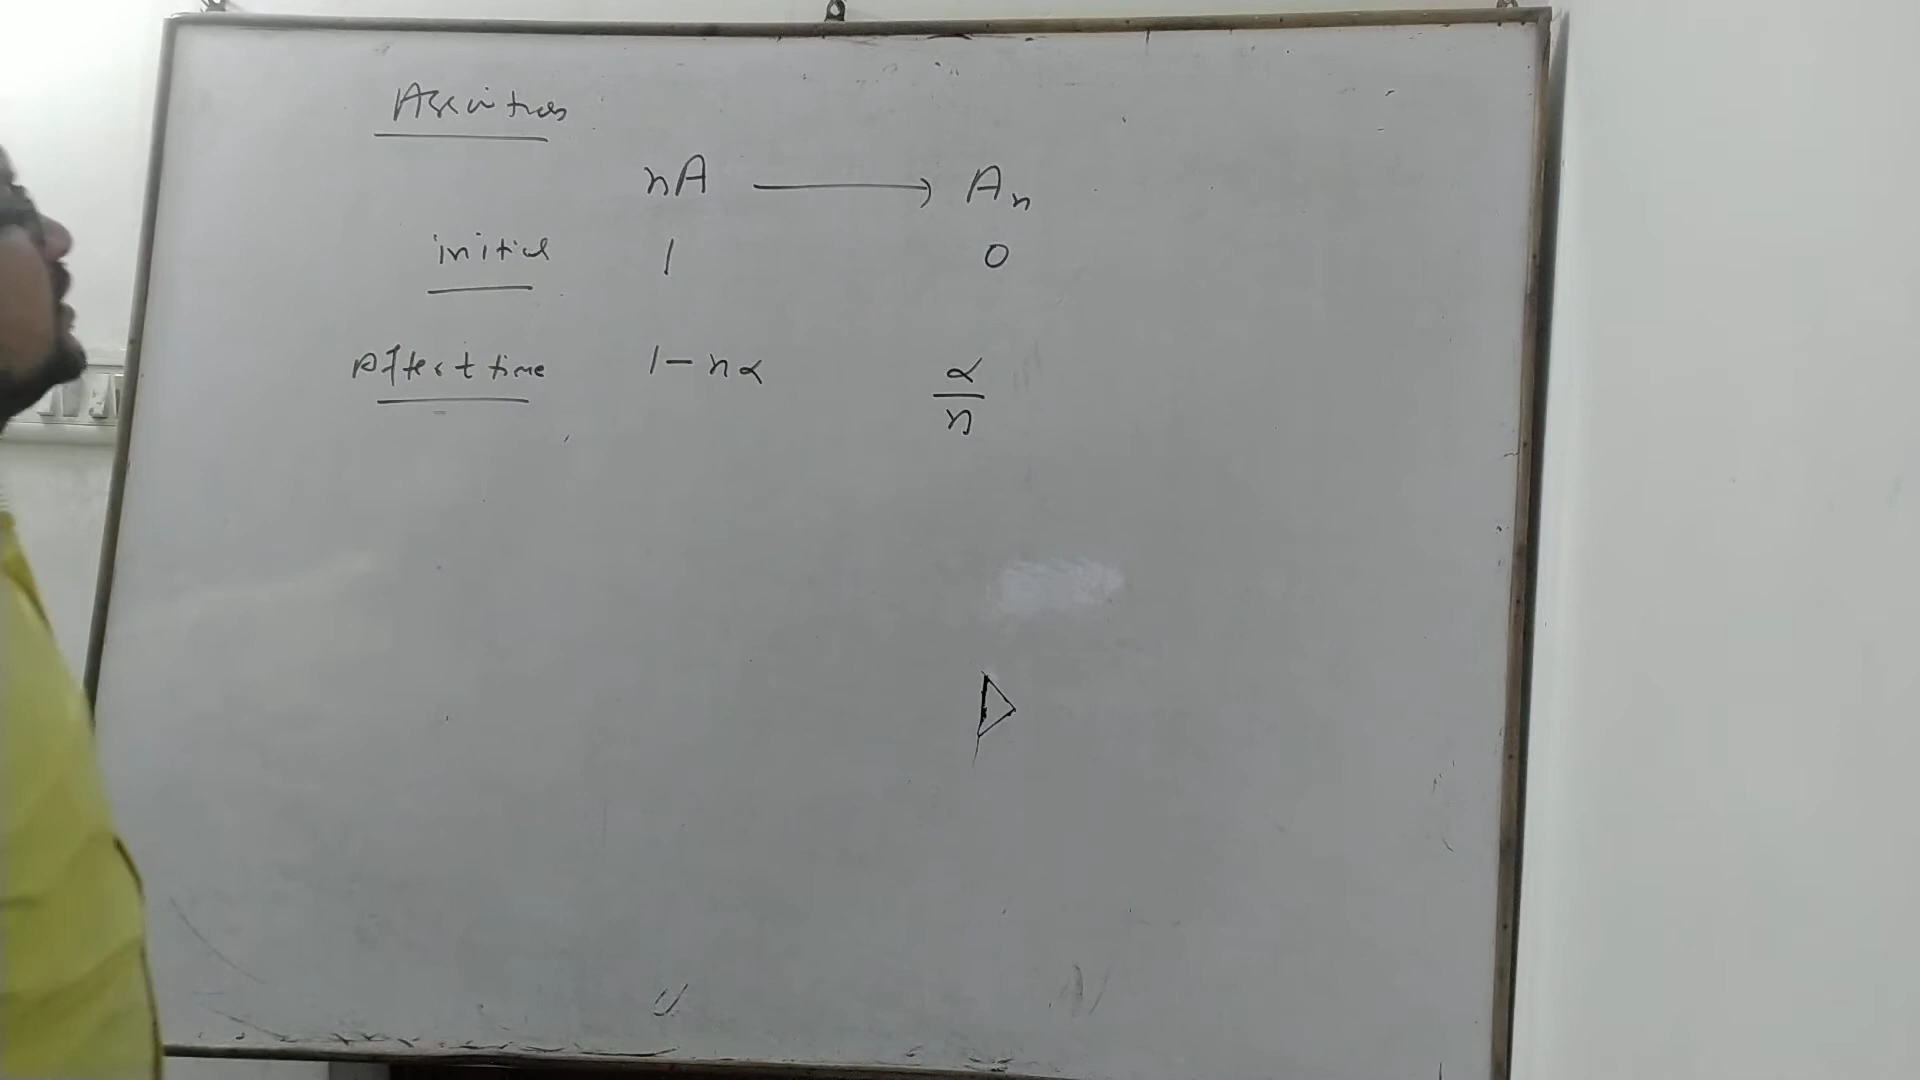 Association
nA ⟶ Aₙ
initial 1 0
After t time 1 - nα α/n